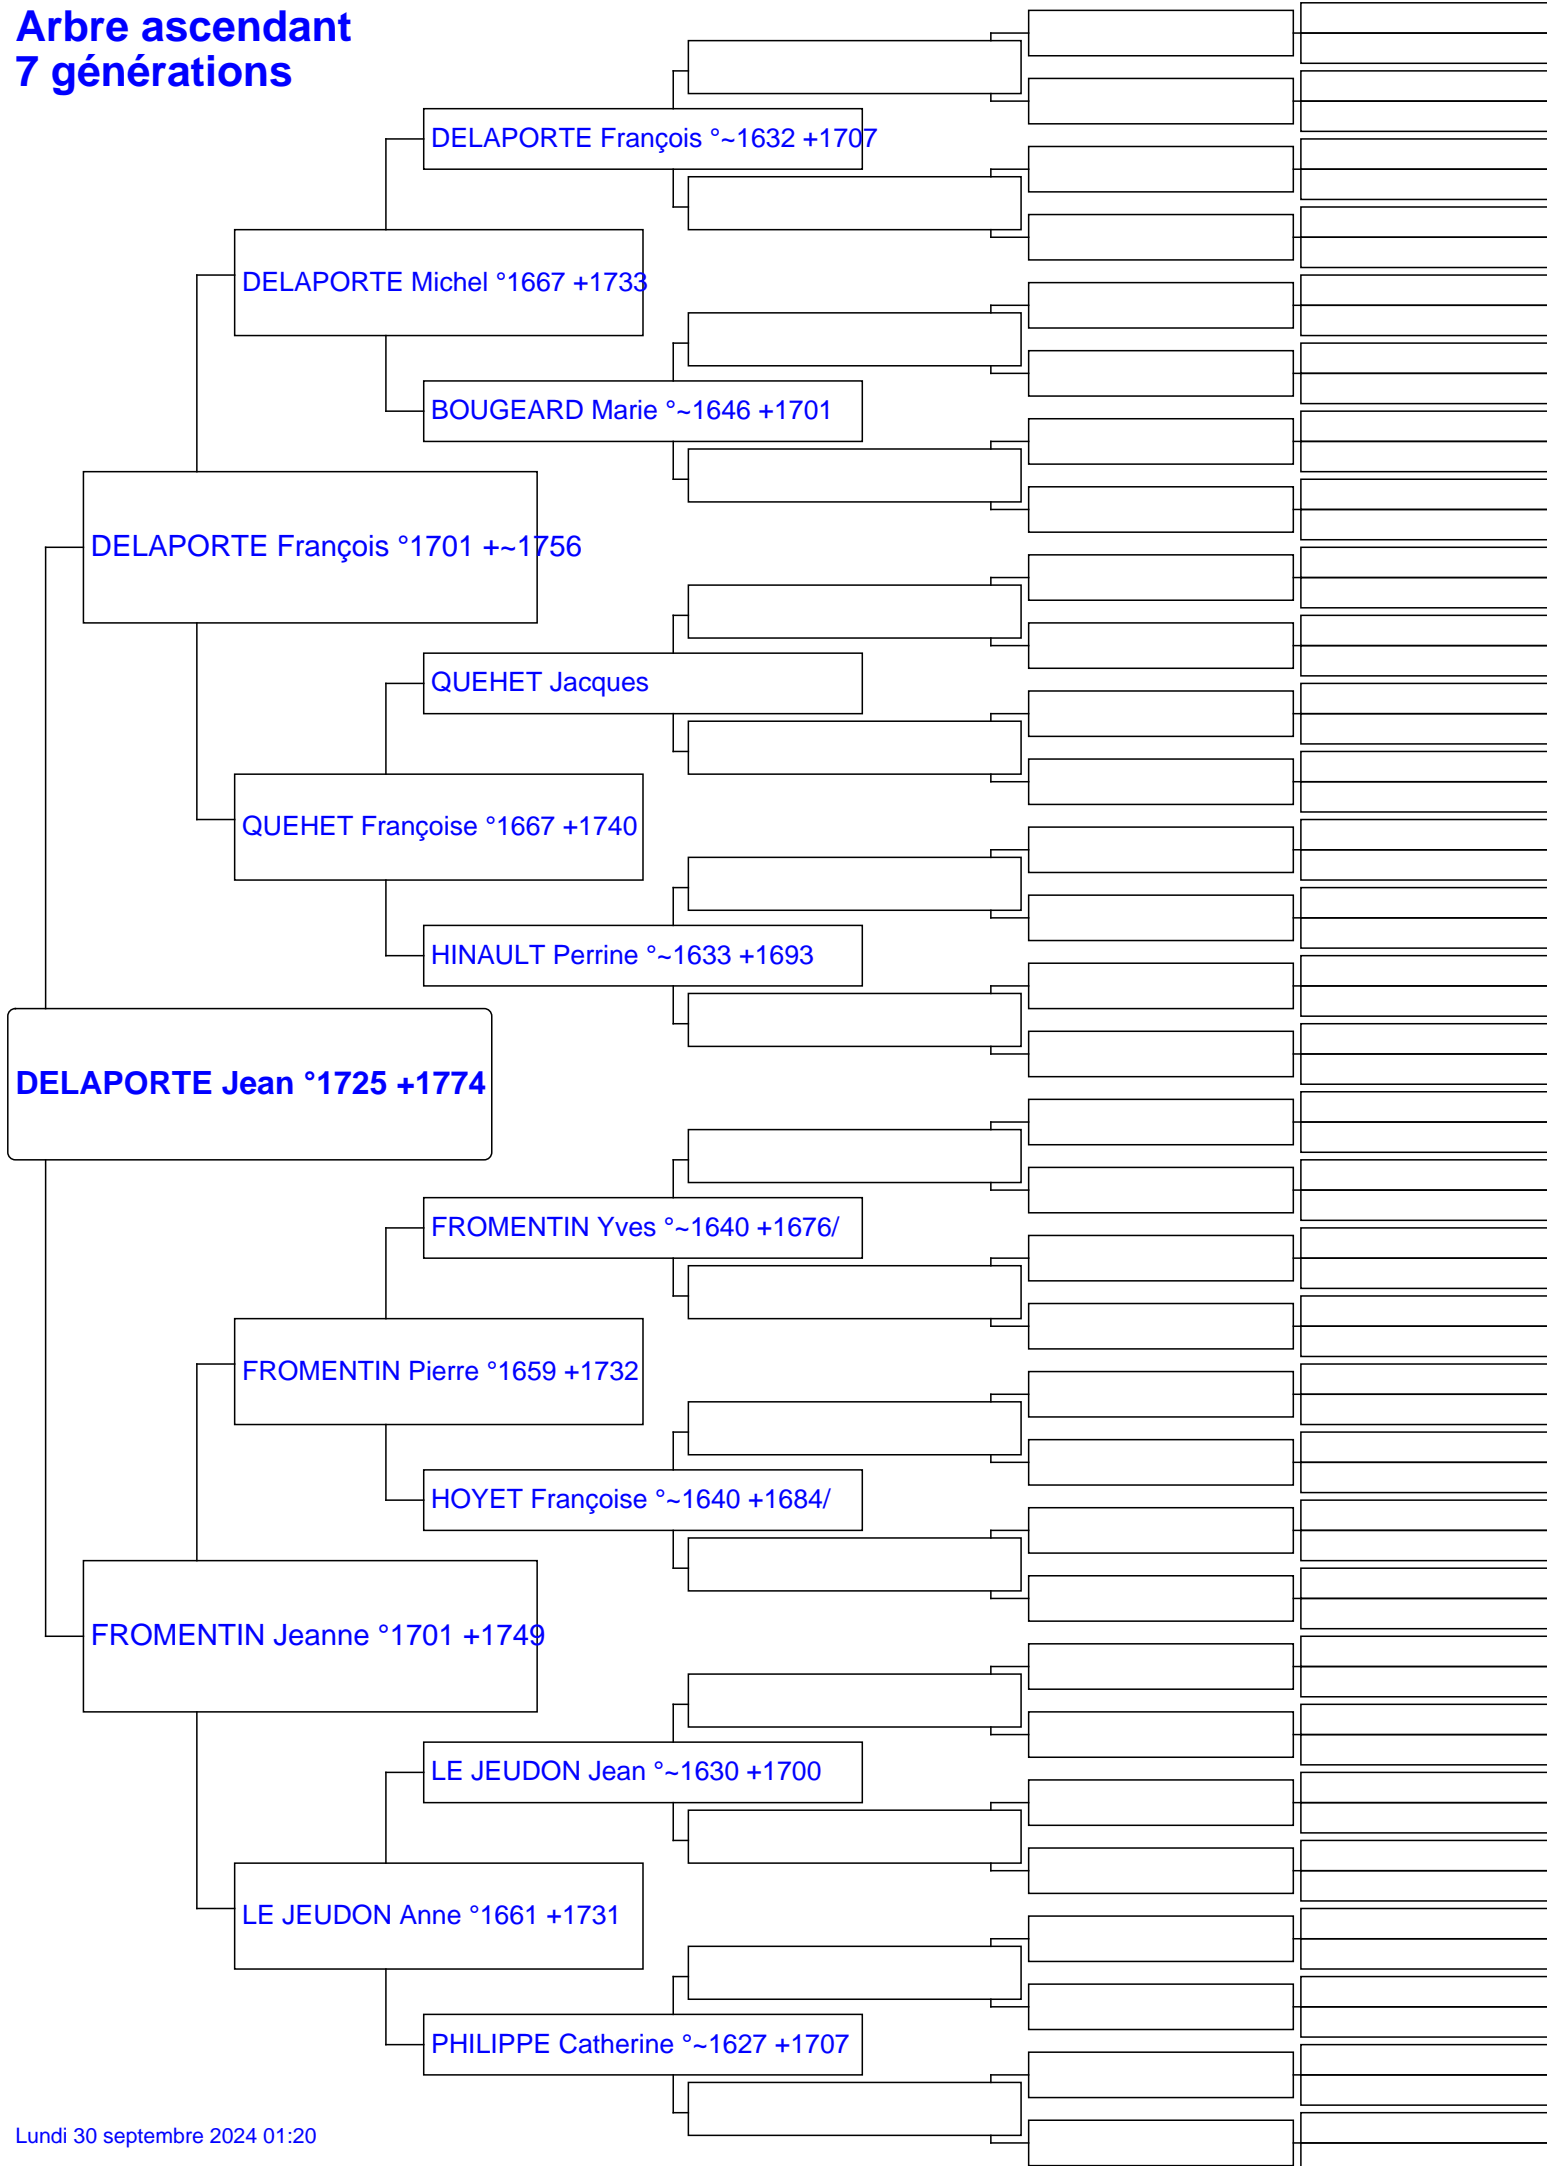 Arbre ascendant
7 générations
DELAPORTE François °~1632 +1707
DELAPORTE Michel °1667 +1733
BOUGEARD Marie °~1646 +1701
DELAPORTE François °1701 +~1756
QUEHET Jacques
QUEHET Françoise °1667 +1740
HINAULT Perrine °~1633 +1693
DELAPORTE Jean °1725 +1774
FROMENTIN Yves °~1640 +1676/
FROMENTIN Pierre °1659 +1732
HOYET Françoise °~1640 +1684/
FROMENTIN Jeanne °1701 +1749
LE JEUDON Jean °~1630 +1700
LE JEUDON Anne °1661 +1731
PHILIPPE Catherine °~1627 +1707
Lundi 30 septembre 2024 01:20